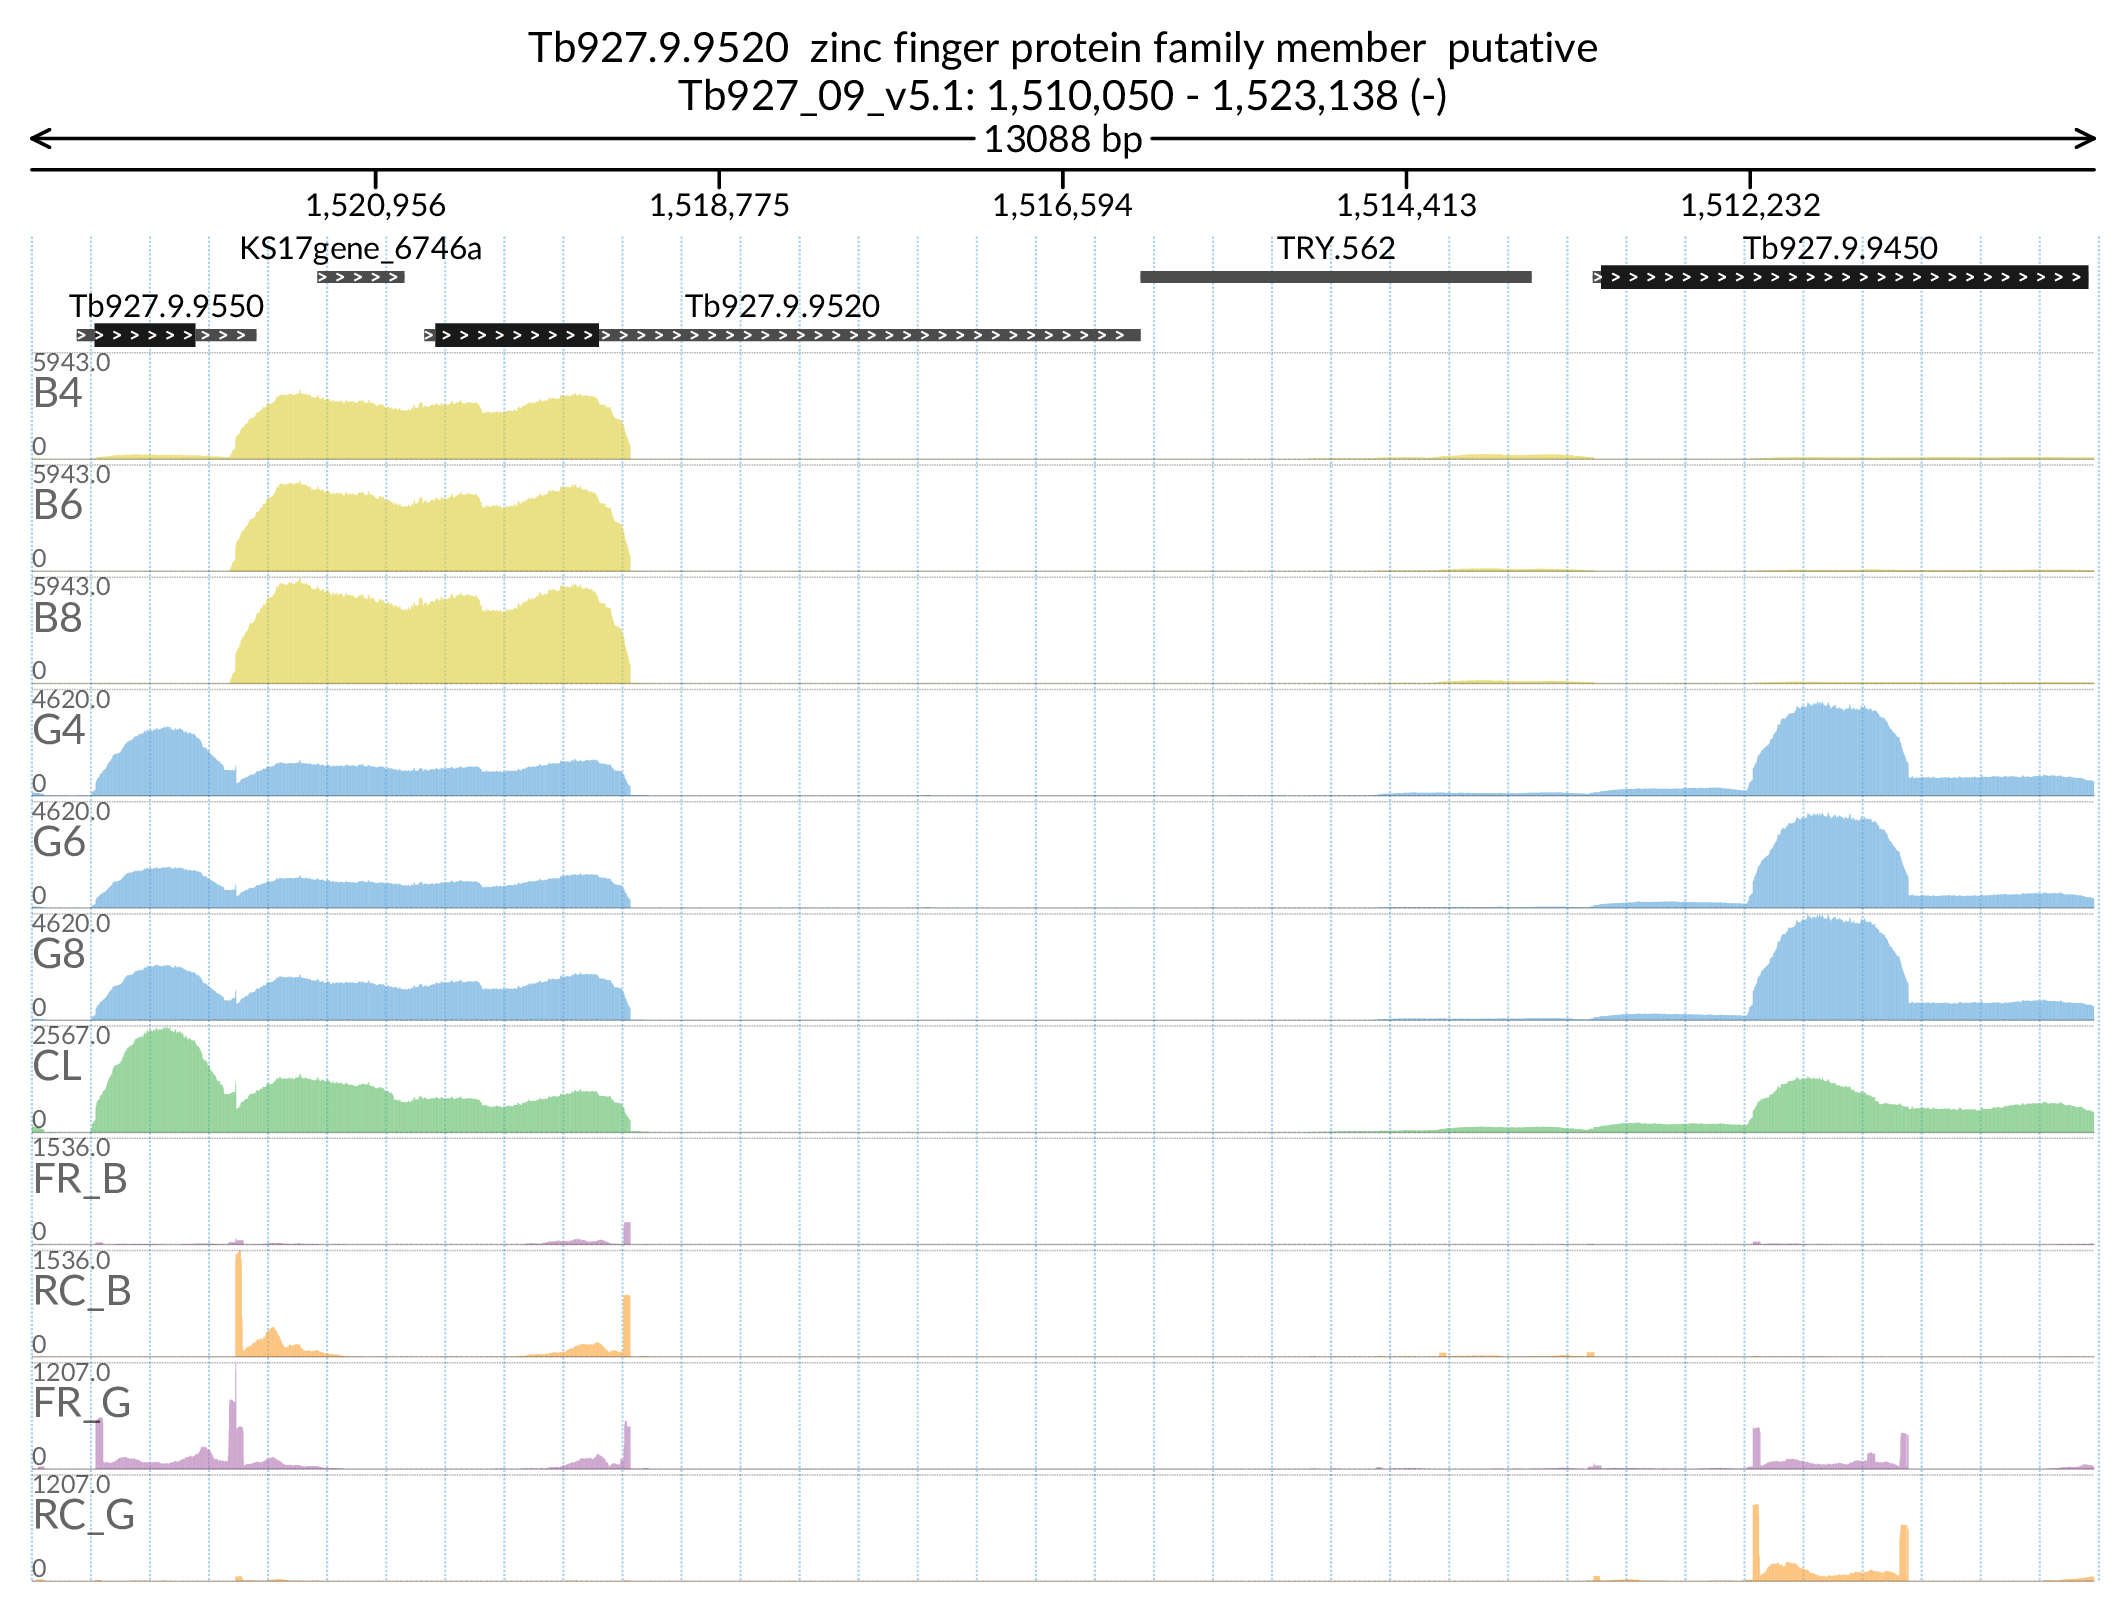 Tb927.9.9520  zinc finger protein family member  putative
Tb927_09_v5.1: 1,510,050 - 1,523,138 (-)
13088 bp
1,520,956 1,518,775 1,516,594 1,514,413 1,512,232
KS17gene_6746a TRY.562 Tb927.9.9450
Tb927.9.9550 Tb927.9.9520
5943.0
B4
0
5943.0
B6
0
5943.0
B8
0
4620.0
G4
0
4620.0
G6
0
4620.0
G8
0
2567.0
CL
0
1536.0
FR_B
0
1536.0
RC_B
0
1207.0
FR_G
0
1207.0
RC_G
0